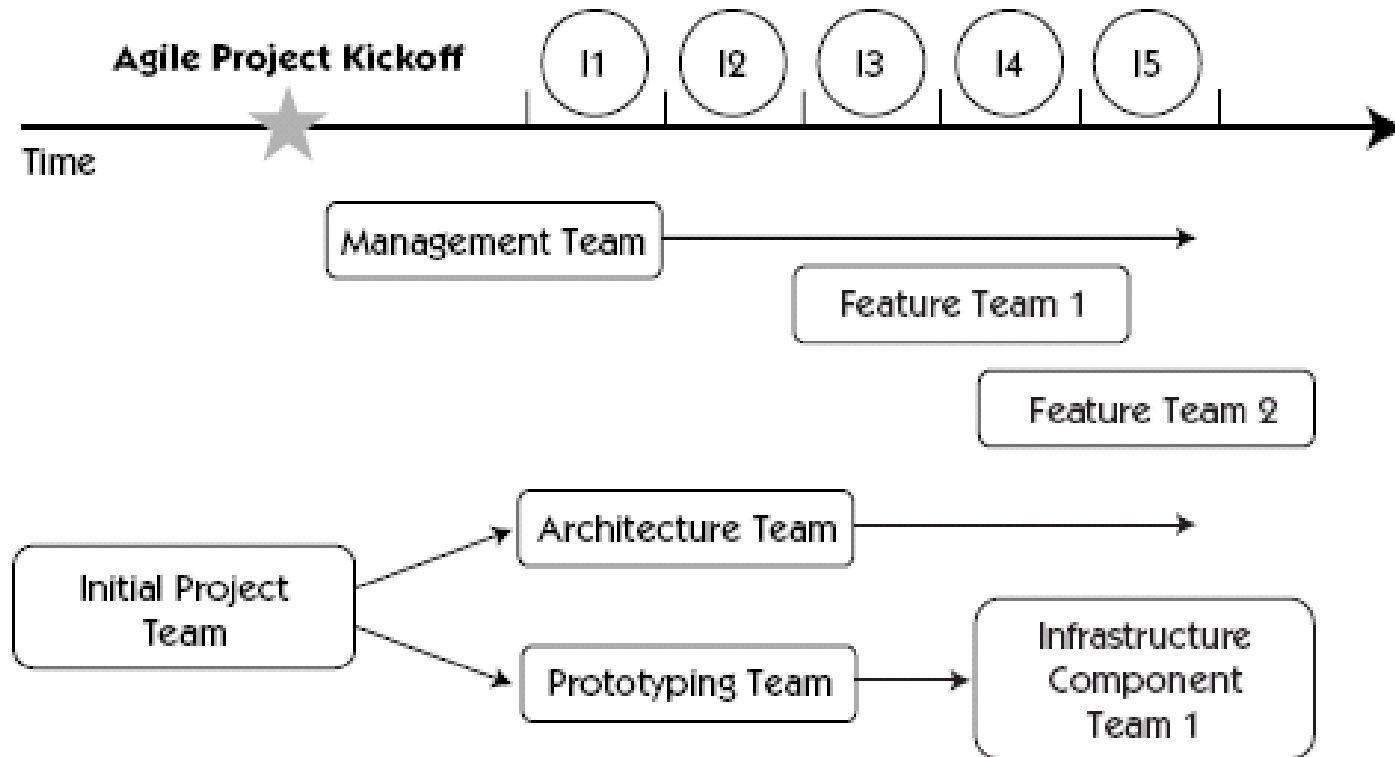 Agile Project Kickoff
I1
I2
I3
I4
I5
Time
Management Team
Feature Team 1
Feature Team 2
Architecture Team
Initial Project
Team
Prototyping Team
Infrastructure
Component
Team 1